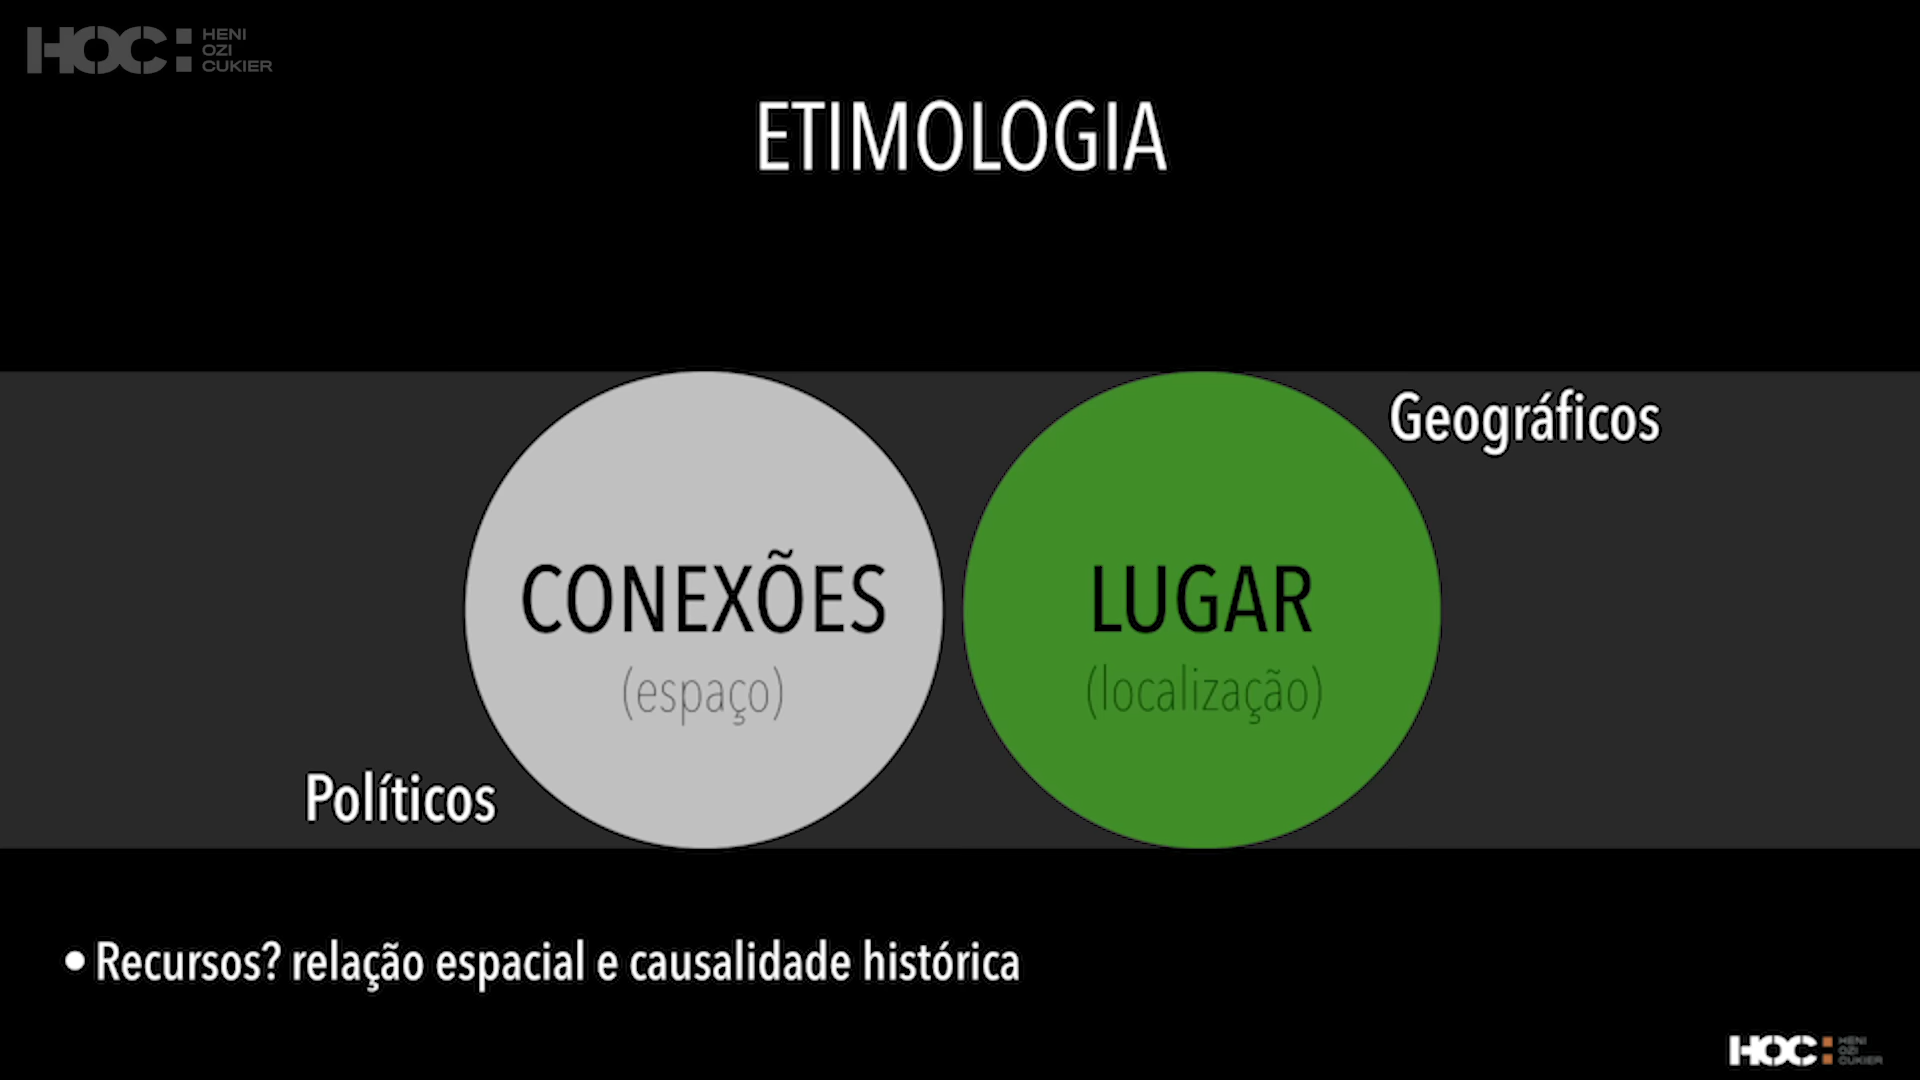 HOC: HENI
OZI
CUKIER
ETIMOLOGIA
Geográficos
CONEXÕES
(espaço)
LUGAR
(localização)
Políticos
• Recursos? relação espacial e causalidade histórica
HOC: HENI
OZI
CUKIER